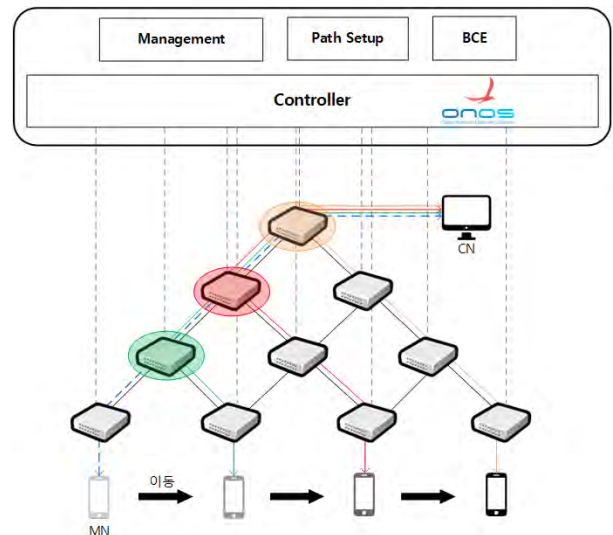 Management
Path Setup
BCE
Controller
onos
CN
이동
MN